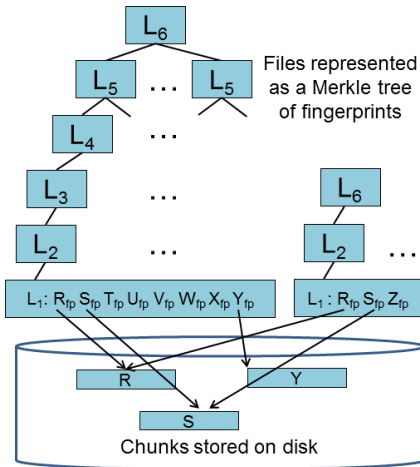 L6
Files represented
as a Merkle tree
of fingerprints
L5 ... L5
L4 ...
L3 ... L6
L2 L2 ...
L1: Rfp Sfp Tfp Ufp Vfp Wfp Xfp Yfp
L1: Rfp Sfp Zfp
R
Y
S
Chunks stored on disk